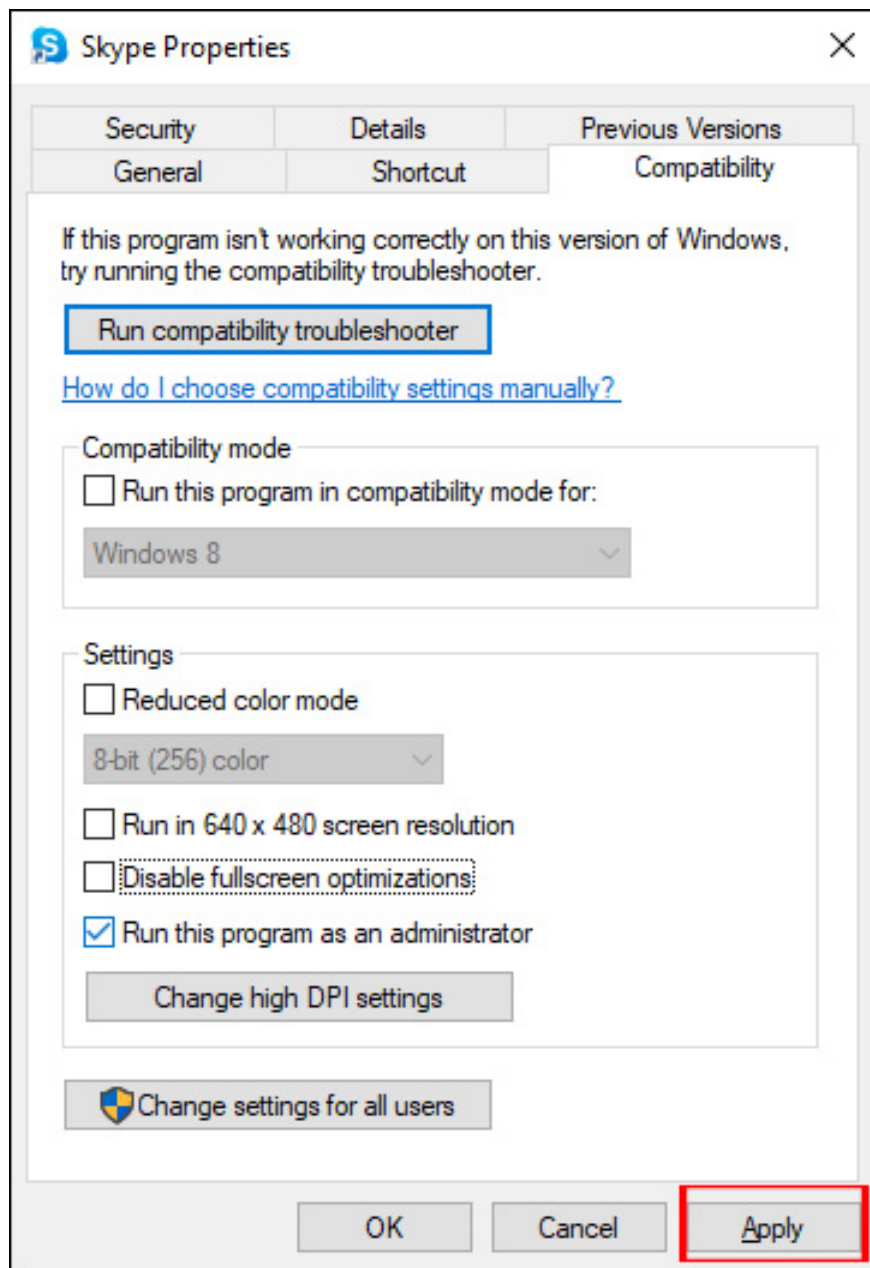 Skype Properties
Security Details Previous Versions
General Shortcut Compatibility
If this program isn't working correctly on this version of Windows,
try running the compatibility troubleshooter.
Run compatibility troubleshooter
How do I choose compatibility settings manually?
Compatibility mode
Run this program in compatibility mode for:
Windows 8
Settings
Reduced color mode
8-bit (256) color
Run in 640 x 480 screen resolution
Disable fullscreen optimizations
Run this program as an administrator
Change high DPI settings
Change settings for all users
OK Cancel Apply